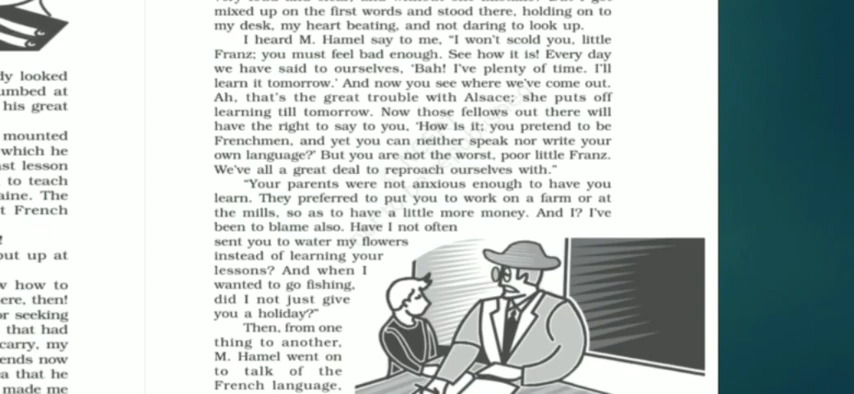 dy looked
umbed at
his great
mounted
which he
ast lesson
to teach
aine. The
t French
!
out up at
w how to
ere, then!
or seeking
that had
carry, my
ends now
a that he
made me
mixed up on the first words and stood there, holding on to
my desk, my heart beating, and not daring to look up.
I heard M. Hamel say to me, “I won't scold you, little
Franz; you must feel bad enough. See how it is! Every day
we have said to ourselves, ‘Bah! I've plenty of time. I'll
learn it tomorrow.’ And now you see where we've come out.
Ah, that's the great trouble with Alsace; she puts off
learning till tomorrow. Now those fellows out there will
have the right to say to you, ‘How is it; you pretend to be
Frenchmen, and yet you can neither speak nor write your
own language?’ But you are not the worst, poor little Franz.
We've all a great deal to reproach ourselves with.”
“Your parents were not anxious enough to have you
learn. They preferred to put you to work on a farm or at
the mills, so as to have a little more money. And I? I've
been to blame also. Have I not often
sent you to water my flowers
instead of learning your
lessons? And when I
wanted to go fishing,
did I not just give
you a holiday?”
Then, from one
thing to another,
M. Hamel went on
to talk of the
French language,